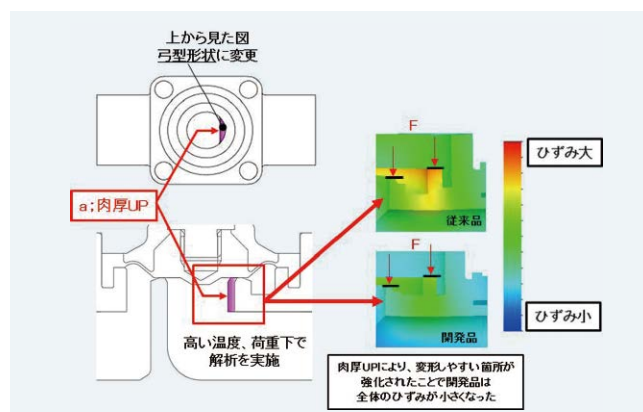 上から見た図
弓型形状に変更
a;肉厚UP
高い温度、荷重下で
解析を実施
F
従来品
F
開発品
ひずみ大
ひずみ小
肉厚UPにより、変形しやすい箇所が
強化されたことで開発品は
全体のひずみが小さくなった